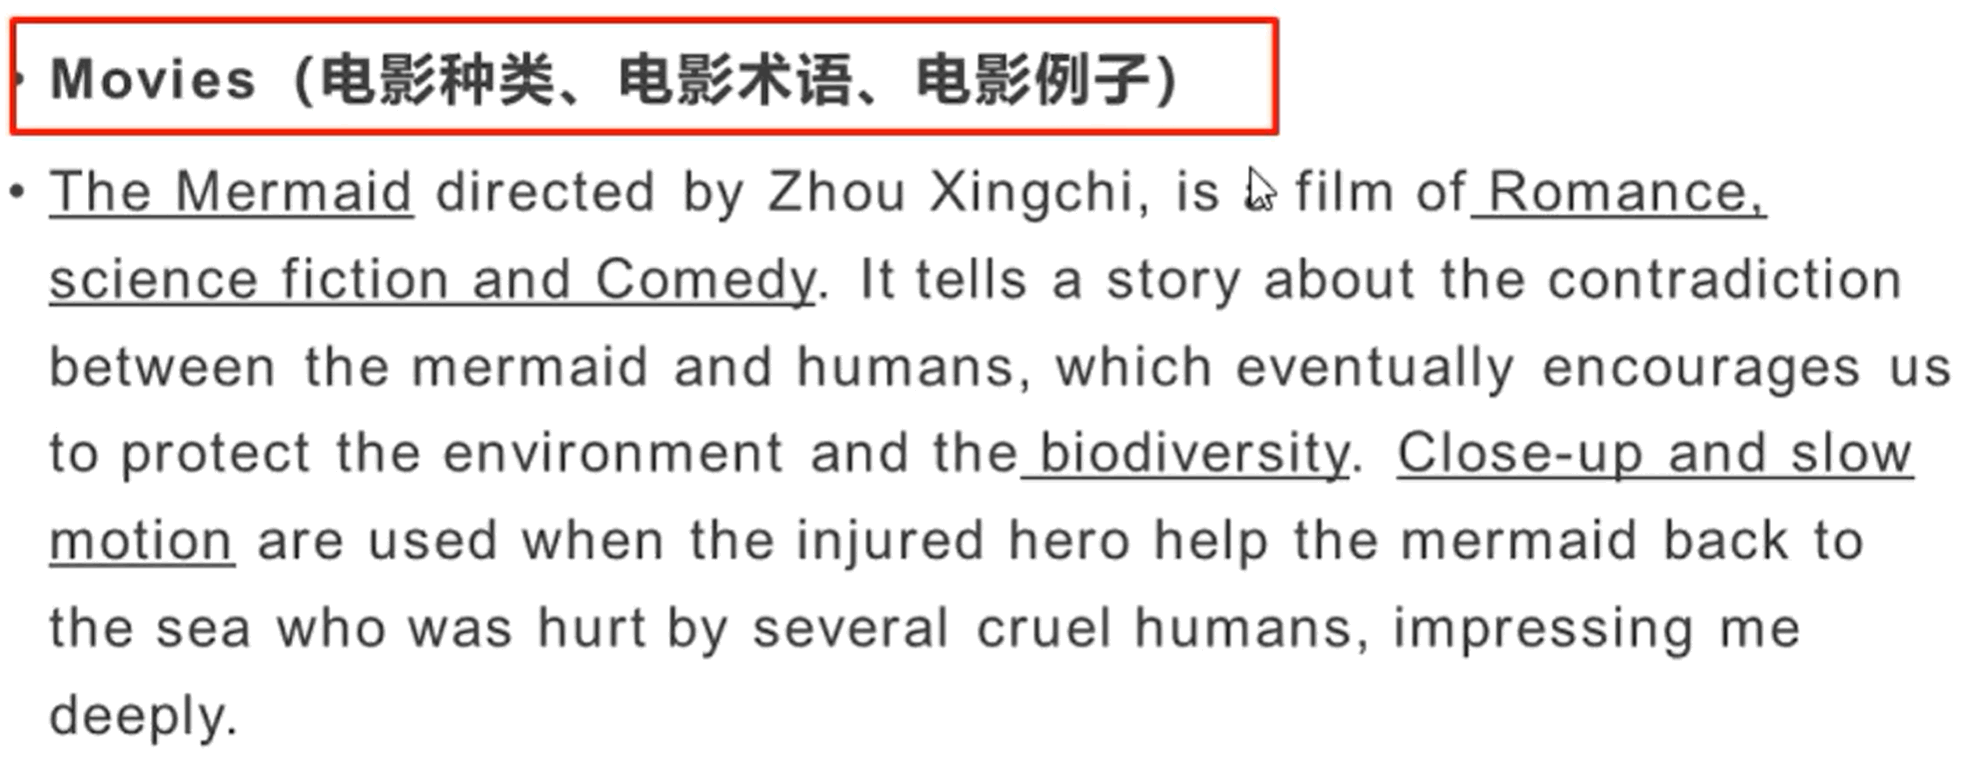 • Movies（电影种类、电影术语、电影例子）
• The Mermaid directed by Zhou Xingchi, is a film of Romance,
science fiction and Comedy. It tells a story about the contradiction
between the mermaid and humans, which eventually encourages us
to protect the environment and the biodiversity. Close-up and slow
motion are used when the injured hero help the mermaid back to
the sea who was hurt by several cruel humans, impressing me
deeply.